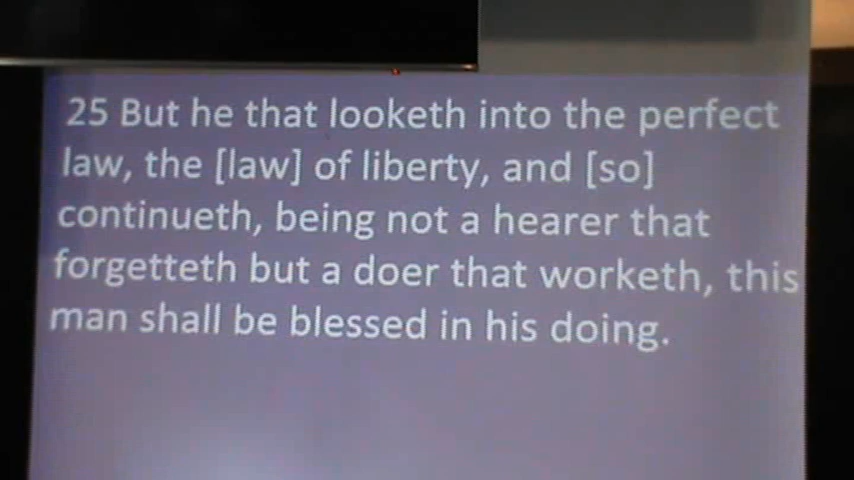 25 But he that looketh into the perfect
law, the [law] of liberty, and [so]
continueth, being not a hearer that
forgetteth but a doer that worketh, this
man shall be blessed in his doing.